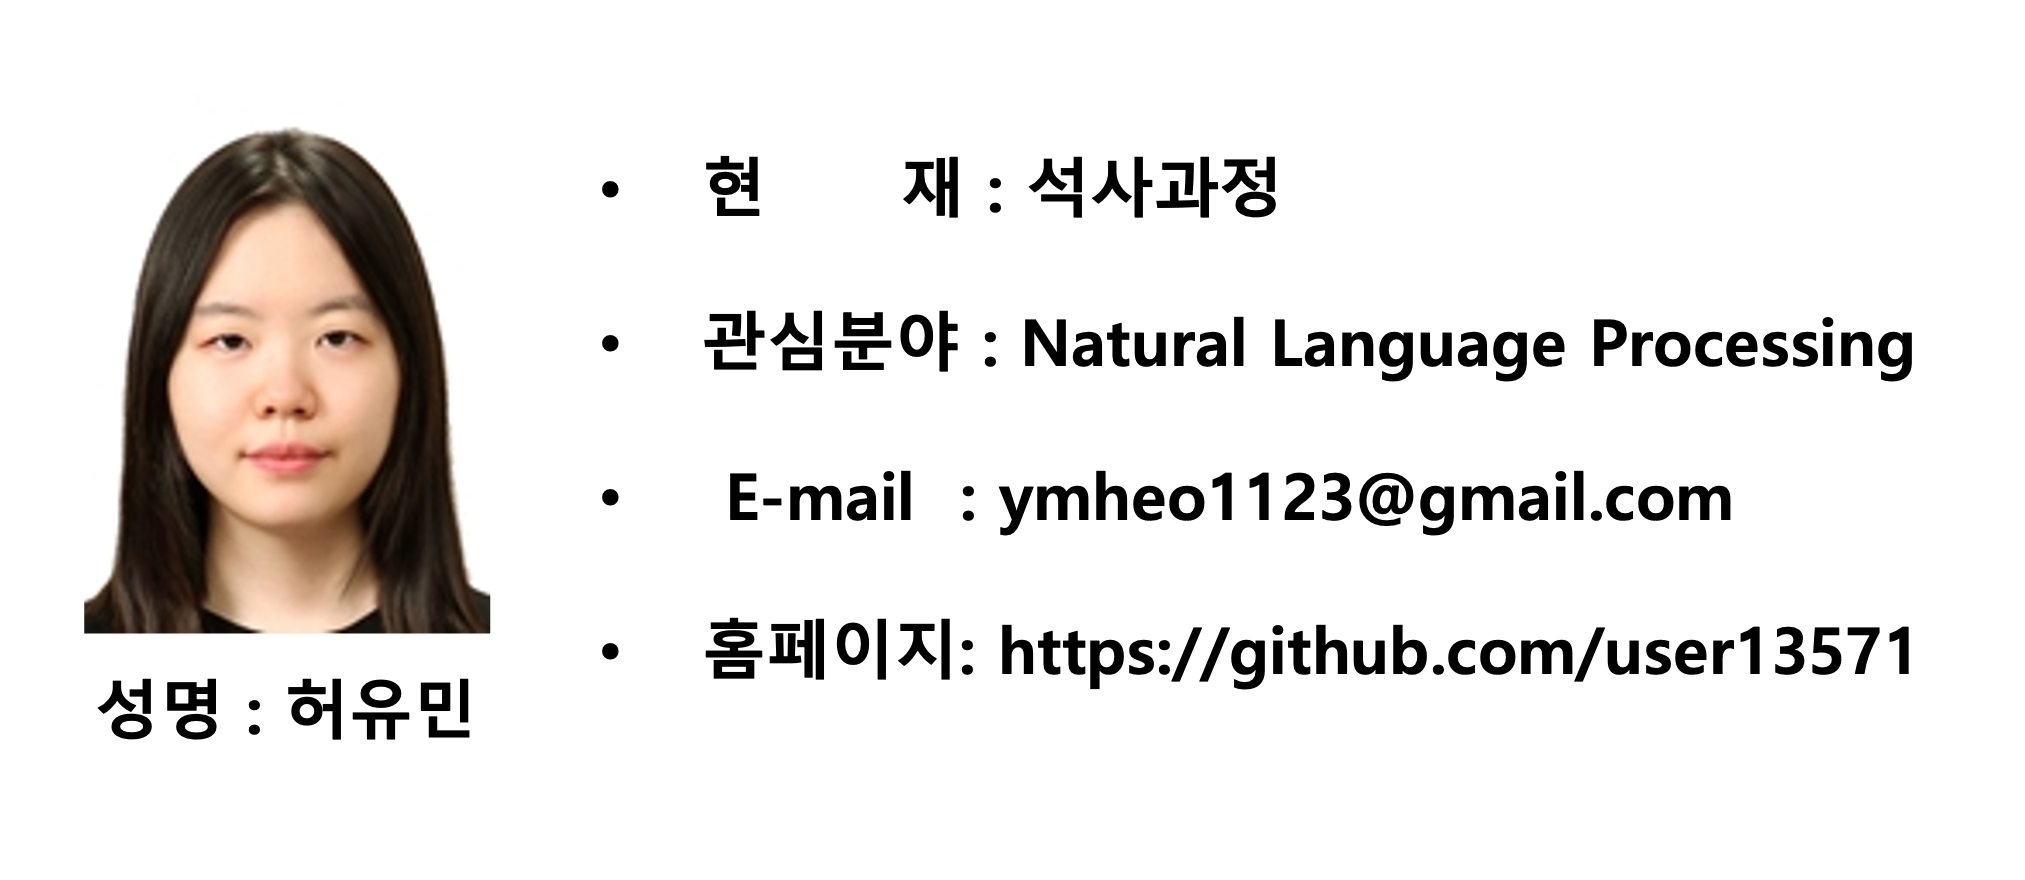 • 현 재 : 석사과정
• 관심분야 : Natural Language Processing
• E-mail : ymheo1123@gmail.com
• 홈페이지: https://github.com/user13571
성명 : 허유민